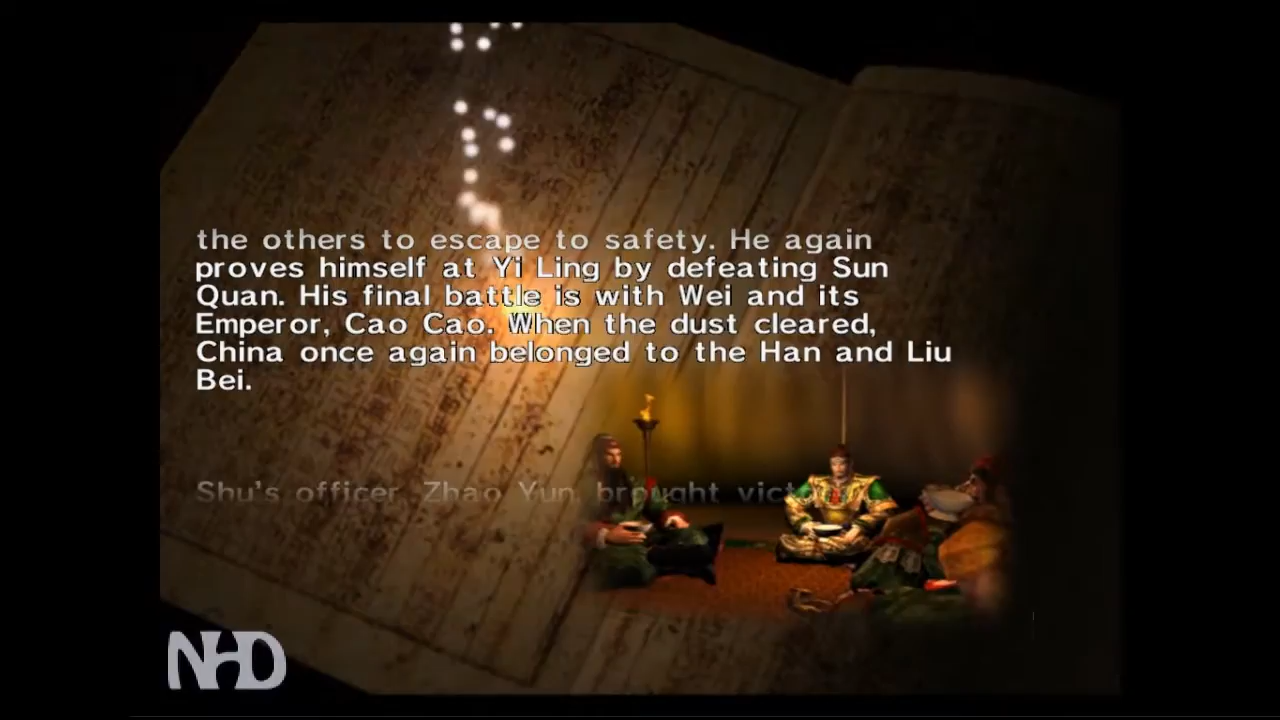 the others to escape to safety. He again
proves himself at Yi Ling by defeating Sun
Quan. His final battle is with Wei and its
Emperor, Cao Cao. When the dust cleared,
China once again belonged to the Han and Liu
Bei.
Shu's officer, Zhao Yun, brought
NHD